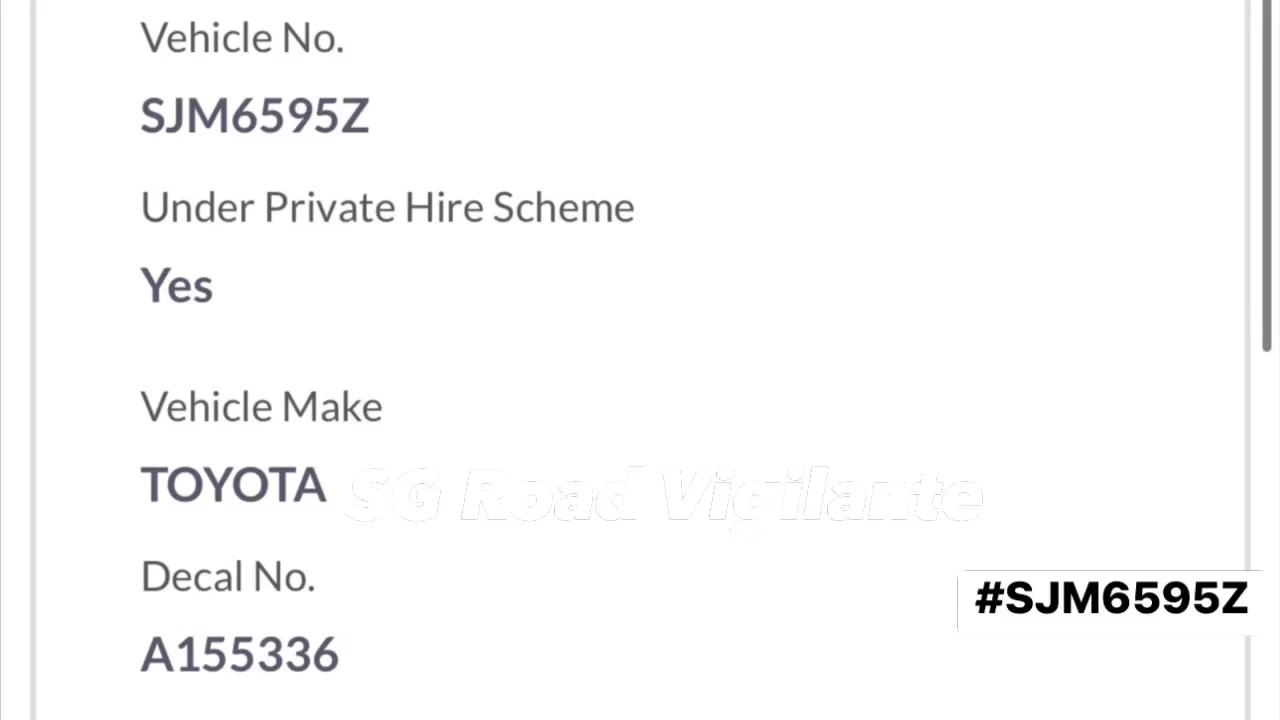 Vehicle No.
SJM6595Z
Under Private Hire Scheme
Yes
Vehicle Make
TOYOTA
SG Road Vigilante
Decal No.
#SJM6595Z
A155336